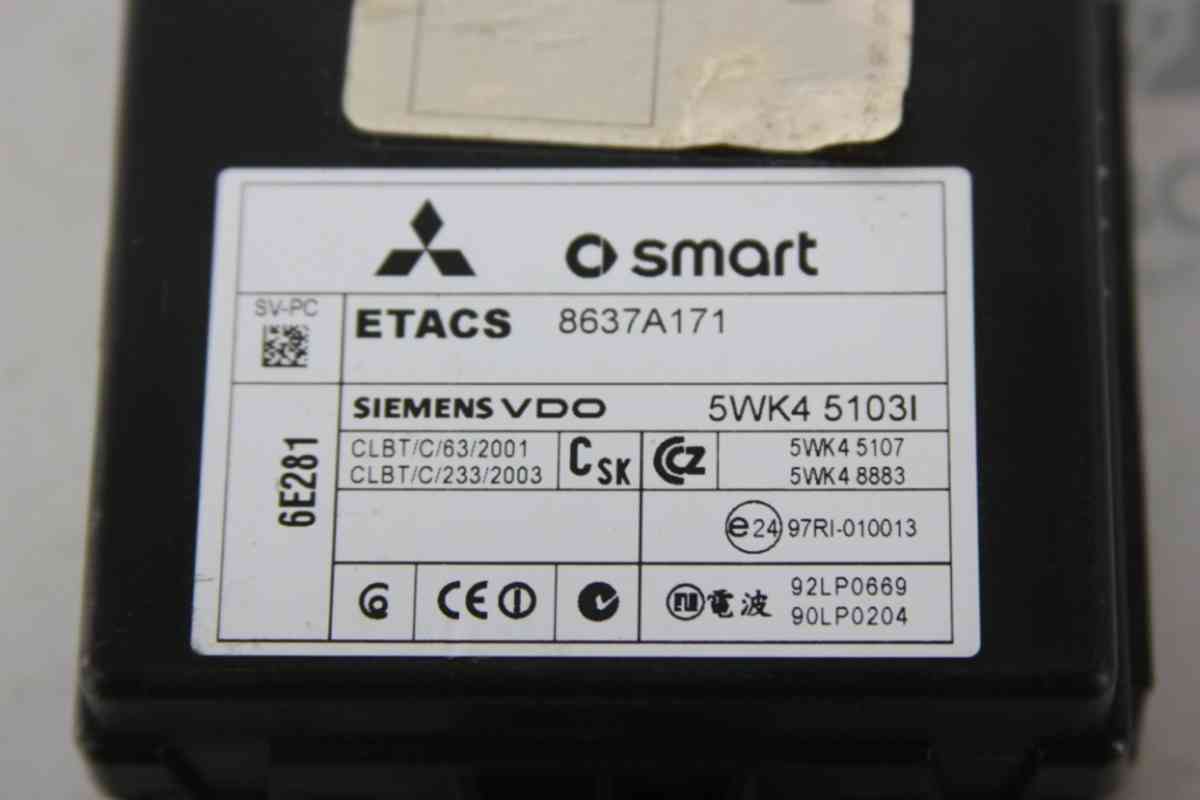 smart
SV-PC
ETACS 8637A171
SIEMENS VDO 5WK4 5103I
6E281
CLBT/C/63/2001
CLBT/C/233/2003
CSK
CCZ
5WK4 5107
5WK4 8883
e24 97RI-010013
CE
電波
92LP0669
90LP0204